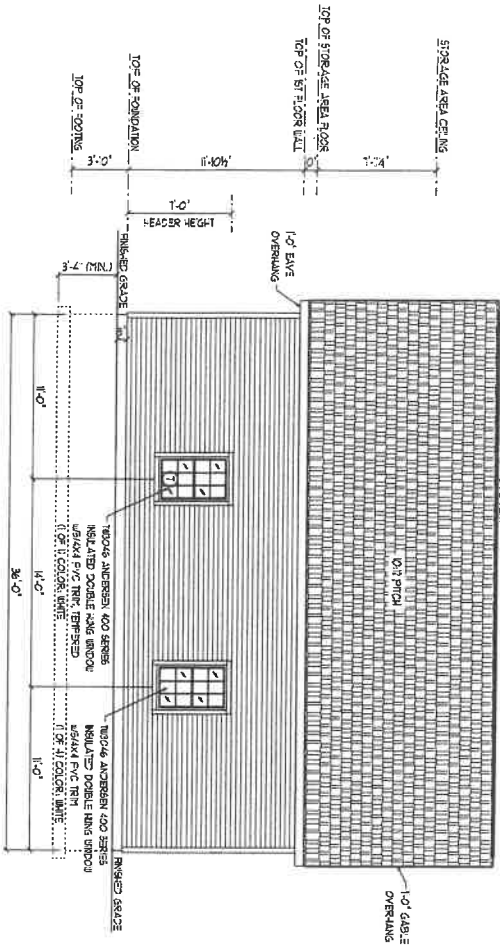 STORAGE AREA CEILING
TOP OF STORAGE AREA FLOOR
TOP OF 1ST FLOOR WALL
TOP OF FOUNDATION
TOP OF FOOTING
11'-10½"
3'-0"
7'-0"
HEADER HEIGHT
1'-0" EAVE
OVERHANG
10:12 PITCH
1'-0" GABLE
OVERHANG
FINISHED GRADE
FINISHED GRADE
3'-4" (MIN.)
8"
T
TW3046 ANDERSEN 400 SERIES
INSULATED DOUBLE HUNG WINDOW
W/5/4X4 PVC TRIM, TEMPERED
(1 OF 1) COLOR: WHITE
TW3046 ANDERSEN 400 SERIES
INSULATED DOUBLE HUNG WINDOW
W/5/4X4 PVC TRIM
(1 OF 4) COLOR: WHITE
11'-0"
14'-0"
11'-0"
36'-0"